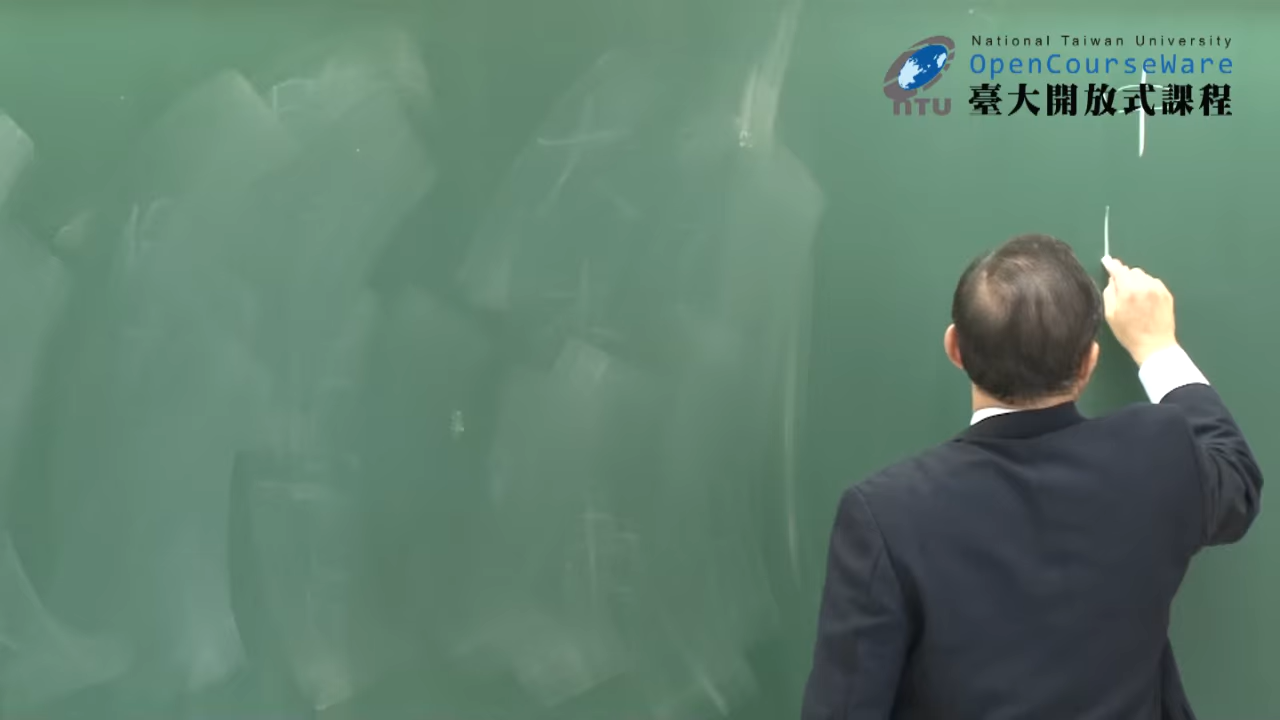 National Taiwan University
OpenCourseWare
臺大開放式課程
NTU